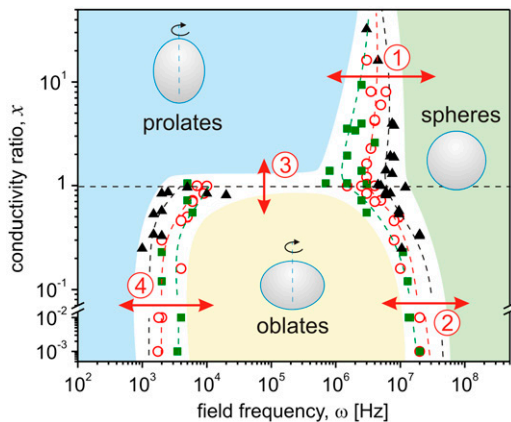 10¹
1
10⁻¹
10⁻²
10⁻³
conductivity ratio, x
10² 10³ 10⁴ 10⁵ 10⁶ 10⁷ 10⁸
field frequency, ω [Hz]
prolates
spheres
oblates
1
2
3
4